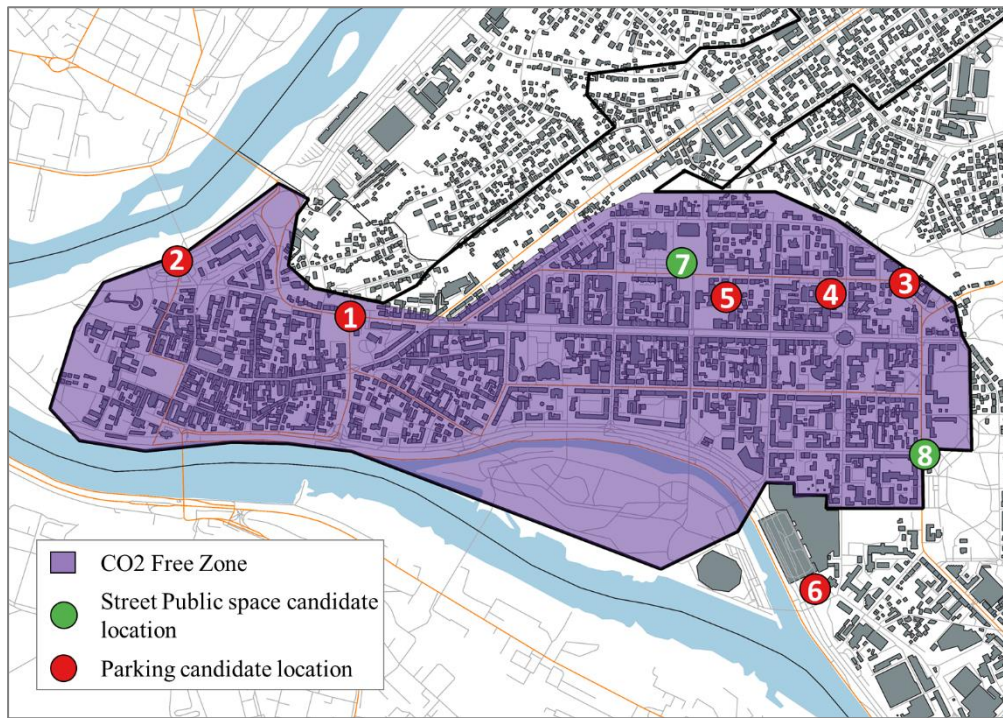 7
2
3
5
4
1
8
6
CO2 Free Zone
Street Public space candidate
location
Parking candidate location